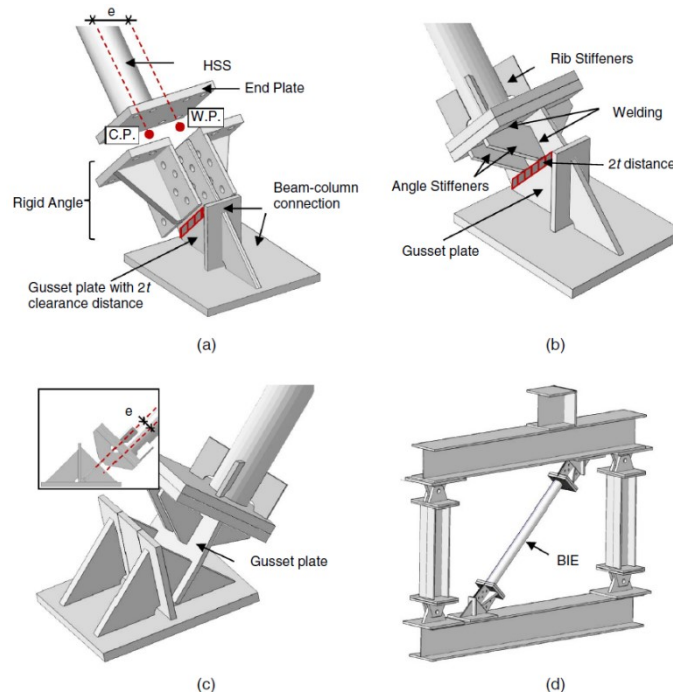 e
HSS
End Plate
W.P.
C.P.
Rigid Angle
Beam-column
connection
Gusset plate with 2t
clearance distance
(a)
Rib Stiffeners
Welding
Angle Stiffeners
2t distance
Gusset plate
(b)
e
Gusset plate
(c)
BIE
(d)